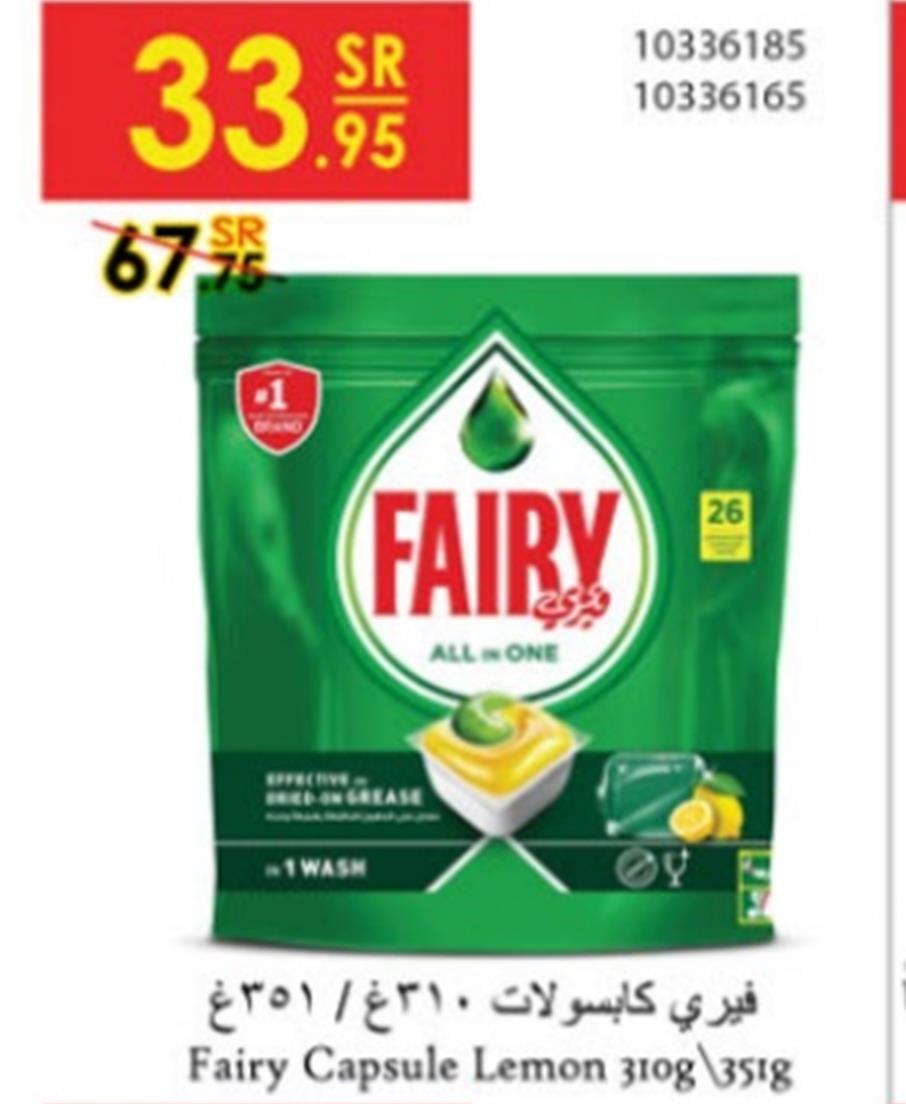 33.95 SR
10336185
10336165
67.75 SR
#1
BRAND
FAIRY
فيري
ALL IN ONE
26
EFFECTIVE ON
DRIED-ON GREASE
IN 1 WASH
فيري كابسولات ٣١٠غ / ٣٥١غ
Fairy Capsule Lemon 310g\351g